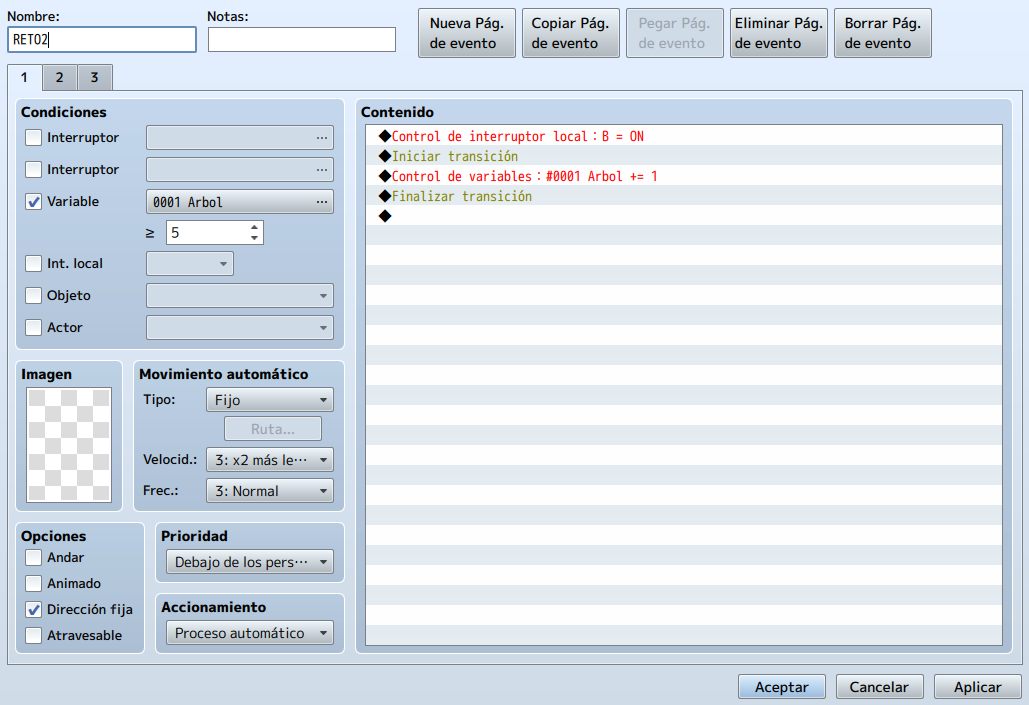 Nombre:
Notas:
RETO2
Nueva Pág. de evento
Copiar Pág. de evento
Pegar Pág. de evento
Eliminar Pág. de evento
Borrar Pág. de evento
1 2 3
Condiciones
Interruptor ...
Interruptor ...
Variable 0001 Arbol ...
≥ 5
Int. local
Objeto
Actor
Imagen
Movimiento automático
Tipo: Fijo
Ruta...
Velocid.: 3: x2 más le...
Frec.: 3: Normal
Opciones
Andar
Animado
Dirección fija
Atravesable
Prioridad
Debajo de los pers...
Accionamiento
Proceso automático
Contenido
◆Control de interruptor local：B = ON
◆Iniciar transición
◆Control de variables：#0001 Arbol += 1
◆Finalizar transición
◆
Aceptar
Cancelar
Aplicar